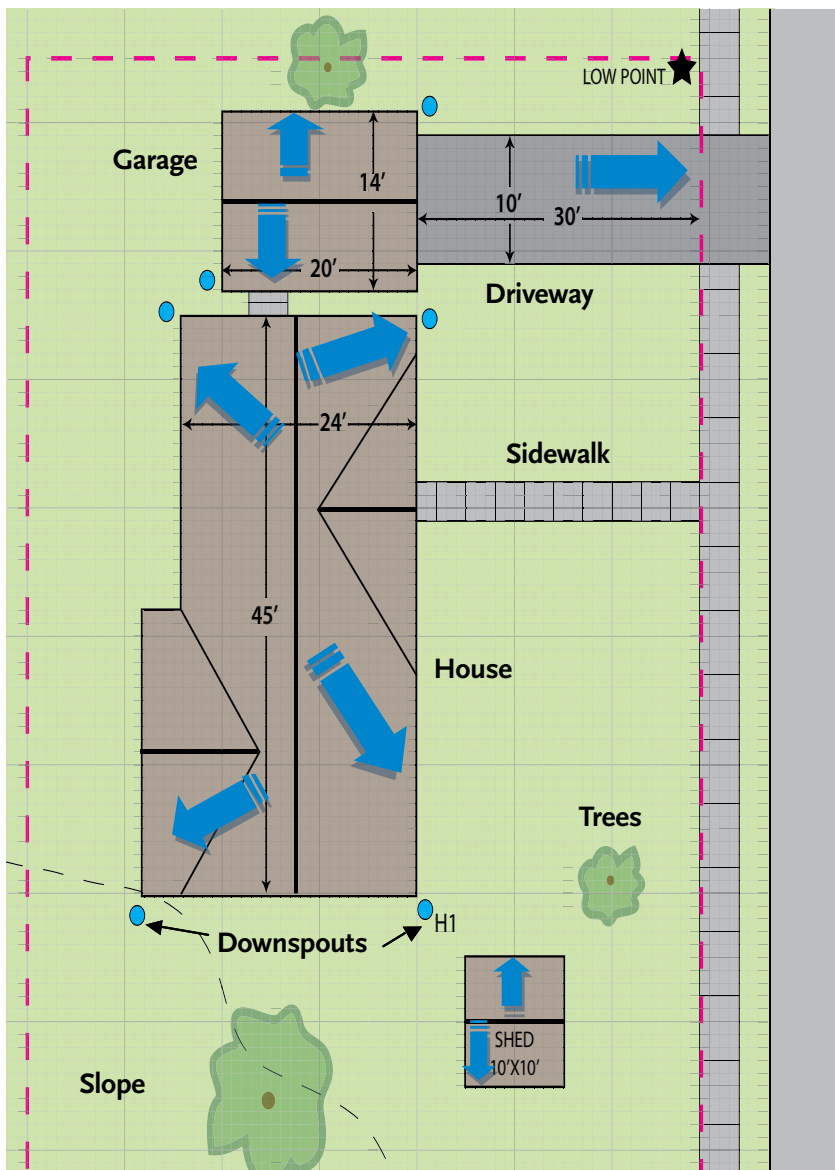 LOW POINT
Garage
14’
10’
30’
20’
Driveway
24’
Sidewalk
45’
House
Trees
H1
Downspouts
SHED
10’X10’
Slope